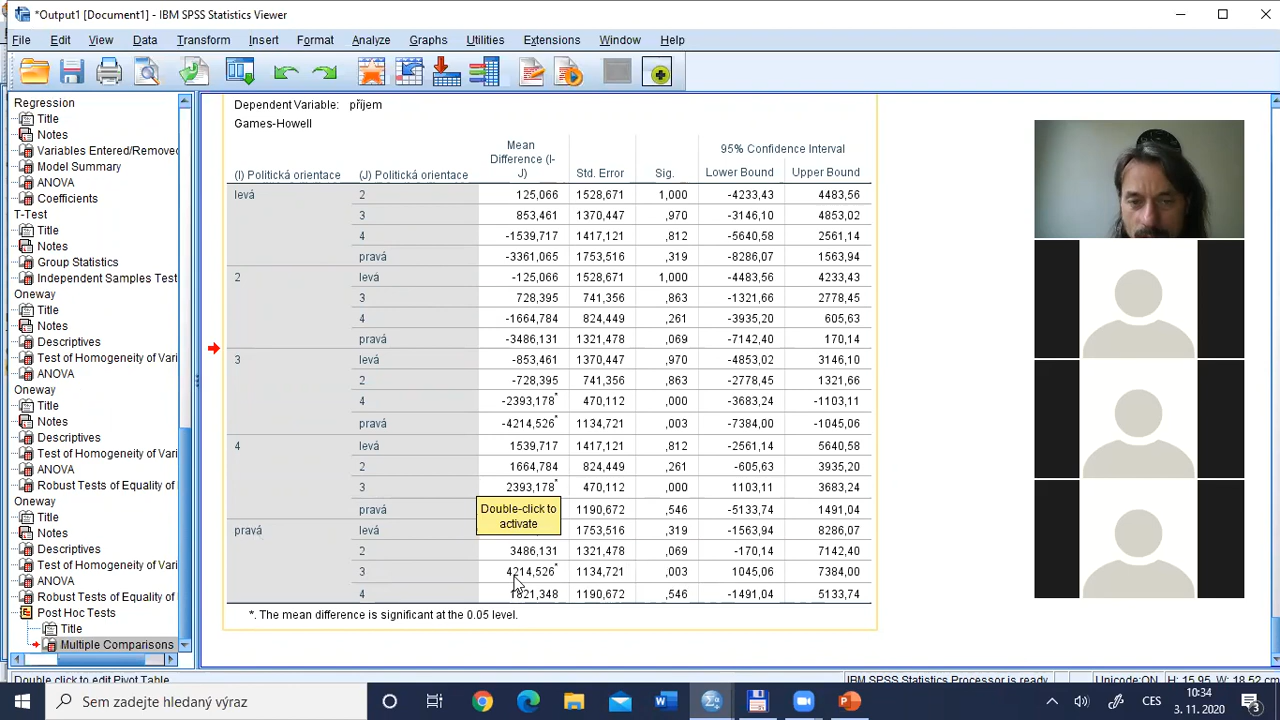 *Output1 [Document1] - IBM SPSS Statistics Viewer
File Edit View Data Transform Insert Format Analyze Graphs Utilities Extensions Window Help
Regression
Title
Notes
Variables Entered/Removed
Model Summary
ANOVA
Coefficients
T-Test
Title
Notes
Group Statistics
Independent Samples Test
Oneway
Title
Notes
Descriptives
Test of Homogeneity of Vari
ANOVA
Oneway
Title
Notes
Descriptives
Test of Homogeneity of Vari
ANOVA
Robust Tests of Equality of
Oneway
Title
Notes
Descriptives
Test of Homogeneity of Vari
ANOVA
Robust Tests of Equality of
Post Hoc Tests
Title
Multiple Comparisons
Dependent Variable: příjem
Games-Howell
(I) Politická orientace (J) Politická orientace Mean Difference (I-J) Std. Error Sig. 95% Confidence Interval
Lower Bound Upper Bound
levá 2 125,066 1528,671 1,000 -4233,43 4483,56
3 853,461 1370,447 ,970 -3146,10 4853,02
4 -1539,717 1417,121 ,812 -5640,58 2561,14
pravá -3361,065 1753,516 ,319 -8286,07 1563,94
2 levá -125,066 1528,671 1,000 -4483,56 4233,43
3 728,395 741,356 ,863 -1321,66 2778,45
4 -1664,784 824,449 ,261 -3935,20 605,63
pravá -3486,131 1321,478 ,069 -7142,40 170,14
3 levá -853,461 1370,447 ,970 -4853,02 3146,10
2 -728,395 741,356 ,863 -2778,45 1321,66
4 -2393,178* 470,112 ,000 -3683,24 -1103,11
pravá -4214,526* 1134,721 ,003 -7384,00 -1045,06
4 levá 1539,717 1417,121 ,812 -2561,14 5640,58
2 1664,784 824,449 ,261 -605,63 3935,20
3 2393,178* 470,112 ,000 1103,11 3683,24
pravá 1190,672 ,546 -5133,74 1491,04
Double-click to
activate
pravá levá 1753,516 ,319 -1563,94 8286,07
2 3486,131 1321,478 ,069 -170,14 7142,40
3 4214,526* 1134,721 ,003 1045,06 7384,00
4 1821,348 1190,672 ,546 -1491,04 5133,74
*. The mean difference is significant at the 0.05 level.
Double click to edit Pivot Table
IBM SPSS Statistics Processor is ready Unicode:ON H: 15,95, W: 18,52 cm
Sem zadejte hledaný výraz
CES
10:34
3. 11. 2020
3